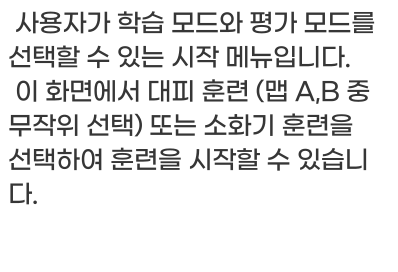 사용자가 학습 모드와 평가 모드를
선택할 수 있는 시작 메뉴입니다.
이 화면에서 대피 훈련 (맵 A,B 중
무작위 선택) 또는 소화기 훈련을
선택하여 훈련을 시작할 수 있습니
다.